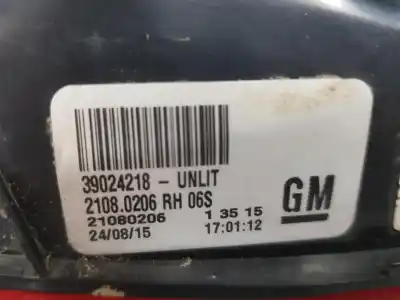 39024218 - UNLIT
2108.0206 RH 06S
21080206 1 35 15
24/08/15 17:01:12
GM